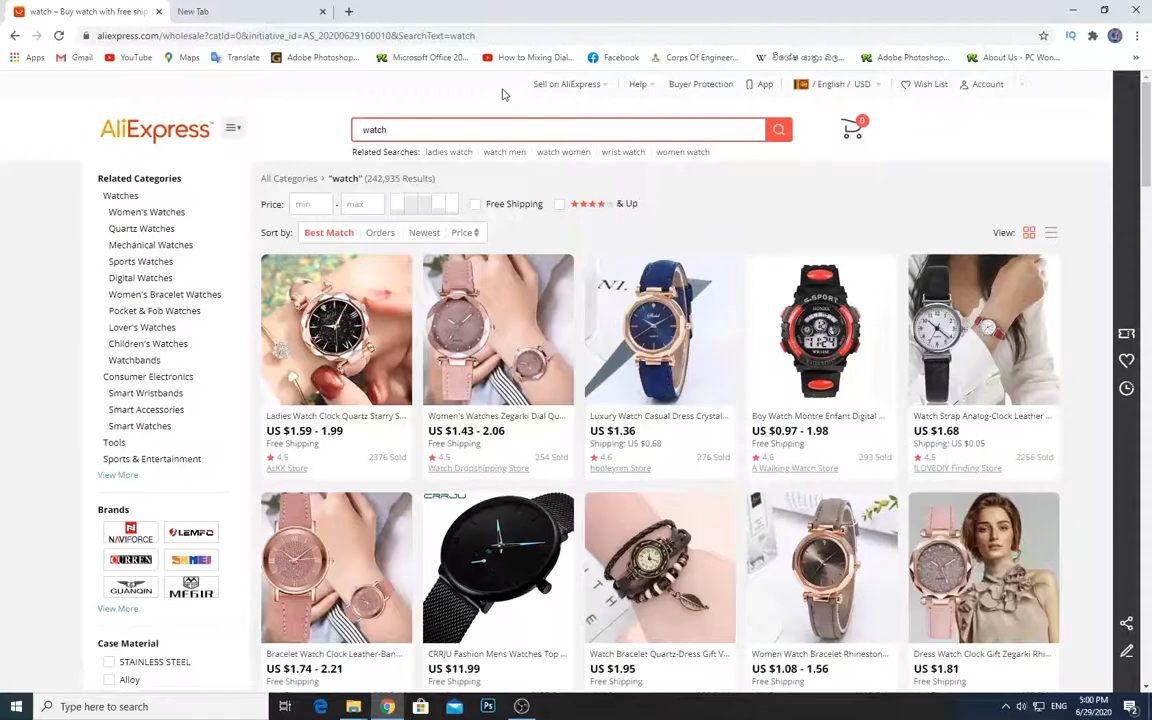 watch – Buy watch with free ship
New Tab
aliexpress.com/wholesale?catId=0&initiative_id=AS_20200629160010&SearchText=watch
Apps
Gmail
YouTube
Maps
Translate
Adobe Photoshop...
Microsoft Office 20...
How to Mixing Dial...
Facebook
Corps Of Engineer...
Adobe Photoshop...
About Us - PC Won...
Sell on AliExpress
Help
Buyer Protection
App
/ English / USD
Wish List
Account
AliExpress
watch
0
Related Searches: ladies watch watch men watch women wrist watch women watch
Related Categories
Watches
Women's Watches
Quartz Watches
Mechanical Watches
Sports Watches
Digital Watches
Women's Bracelet Watches
Pocket & Fob Watches
Lover's Watches
Children's Watches
Watchbands
Consumer Electronics
Smart Wristbands
Smart Accessories
Smart Watches
Tools
Sports & Entertainment
View More
Brands
NAVIFORCE
LEMFO
CURREN
GUANQIN
MEGIR
View More
Case Material
STAINLESS STEEL
Alloy
All Categories > "watch" (242,935 Results)
Price: min - max Free Shipping & Up
Sort by: Best Match Orders Newest Price
View:
Ladies Watch Clock Quartz Starry S...
US $1.59 - 1.99
Free Shipping
4.5 2376 Sold
AzKK Store
Women's Watches Zegarki Dial Qu...
US $1.43 - 2.06
Free Shipping
4.5 254 Sold
Watch Dropshipping Store
Luxury Watch Casual Dress Crystal...
US $1.36
Shipping: US $0.68
4.6 276 Sold
hooleynm Store
S-SPORT
11:24
Boy Watch Montre Enfant Digital ...
US $0.97 - 1.98
Free Shipping
4.6 293 Sold
A Walking Watch Store
Watch Strap Analog-Clock Leather ...
US $1.68
Shipping: US $0.05
4.5 2256 Sold
ILOVEDIY Finding Store
Bracelet Watch Clock Leather-Ban...
US $1.74 - 2.21
Free Shipping
CRRJU
CRRJU Fashion Mens Watches Top ...
US $11.99
Free Shipping
Watch Bracelet Quartz-Dress Gift V...
US $1.95
Free Shipping
Women Watch Bracelet Rhineston...
US $1.08 - 1.56
Free Shipping
Dress Watch Clock Gift Zegarki Rhi...
US $1.81
Free Shipping
Type here to search
Ps
ENG
5:00 PM
6/29/2020
2